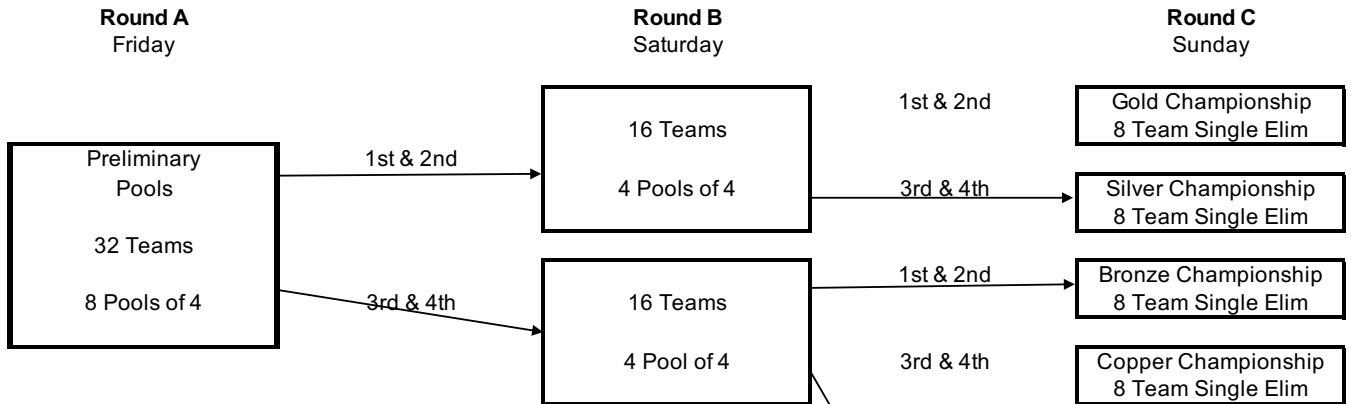 Round A
Friday
Round B
Saturday
Round C
Sunday
Preliminary
Pools
32 Teams
8 Pools of 4
1st & 2nd
3rd & 4th
16 Teams
4 Pools of 4
16 Teams
4 Pool of 4
1st & 2nd
3rd & 4th
1st & 2nd
3rd & 4th
Gold Championship
8 Team Single Elim
Silver Championship
8 Team Single Elim
Bronze Championship
8 Team Single Elim
Copper Championship
8 Team Single Elim